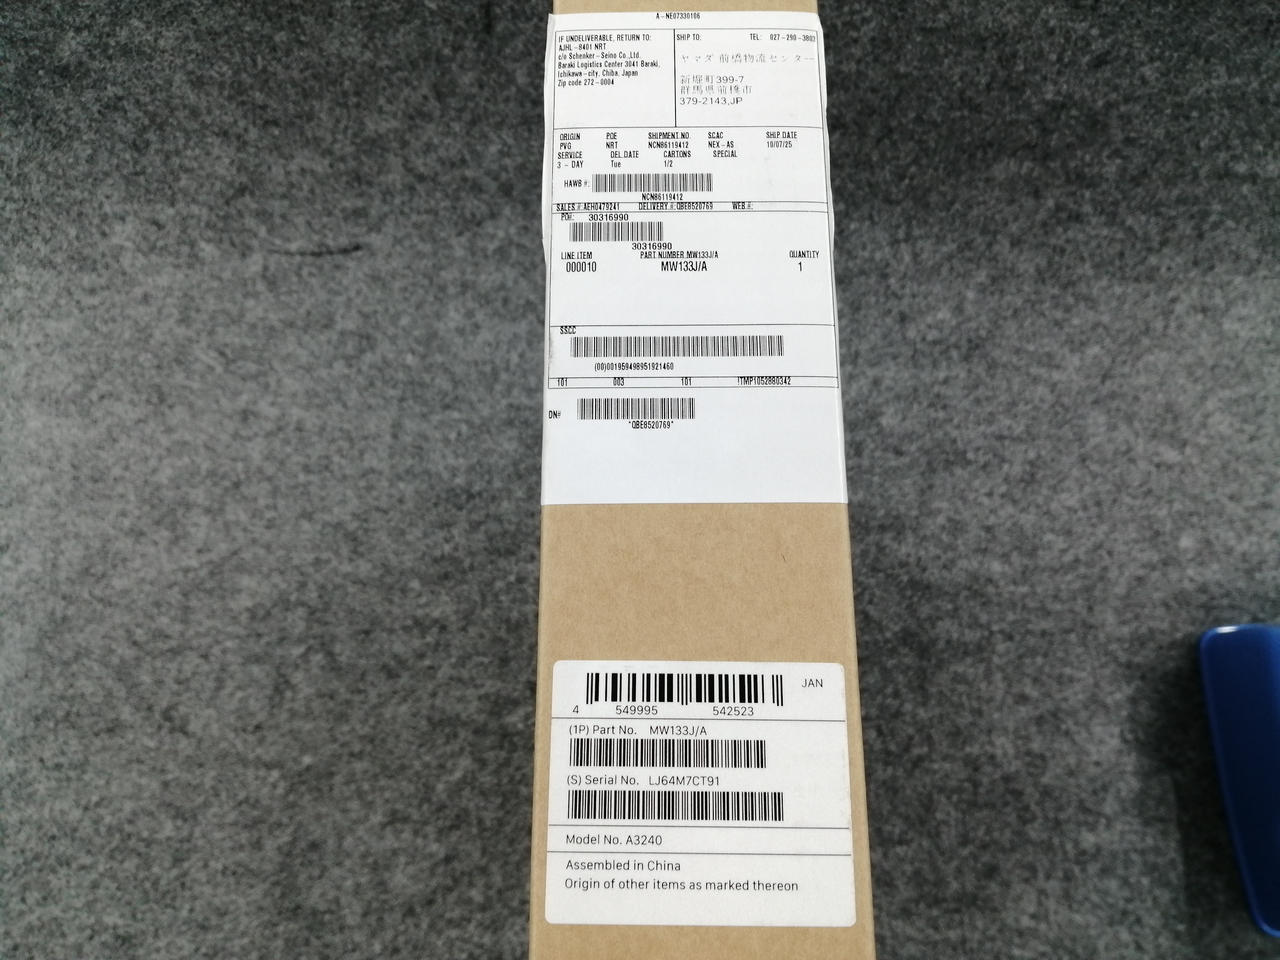 A-NE07330106
IF UNDELIVERABLE, RETURN TO:
AJHL-8401 NRT
c/o Schenker-Seino Co.,Ltd.
Baraki Logistics Center 3041 Baraki,
Ichikawa-city, Chiba, Japan
Zip code 272-0004
SHIP TO: TEL: 027-290-3803
ヤマダ 前橋物流センター
新堀町399-7
群馬県前橋市
379-2143,JP
ORIGIN POE SHIPMENT.NO. SCAC SHIP.DATE
PVG NRT NCN86119412 NEX-AS 10/07/25
SERVICE DEL.DATE CARTONS SPECIAL
3-DAY Tue 1/2
HAWB #:
NCN86119412
SALES.#:AEH0479241 DELIVERY.#:QBE8520769 WEB.#:
PO#: 30316990
30316990
LINE.ITEM PART NUMBER MW133J/A QUANTITY
000010 MW133J/A 1
SSCC
(00)001959498951921460
101 003 101 !TMP1052880342
DN#
*QBE8520769*
JAN
4 549995 542523
(1P) Part No. MW133J/A
(S) Serial No. LJ64M7CT91
Model No. A3240
Assembled in China
Origin of other items as marked thereon